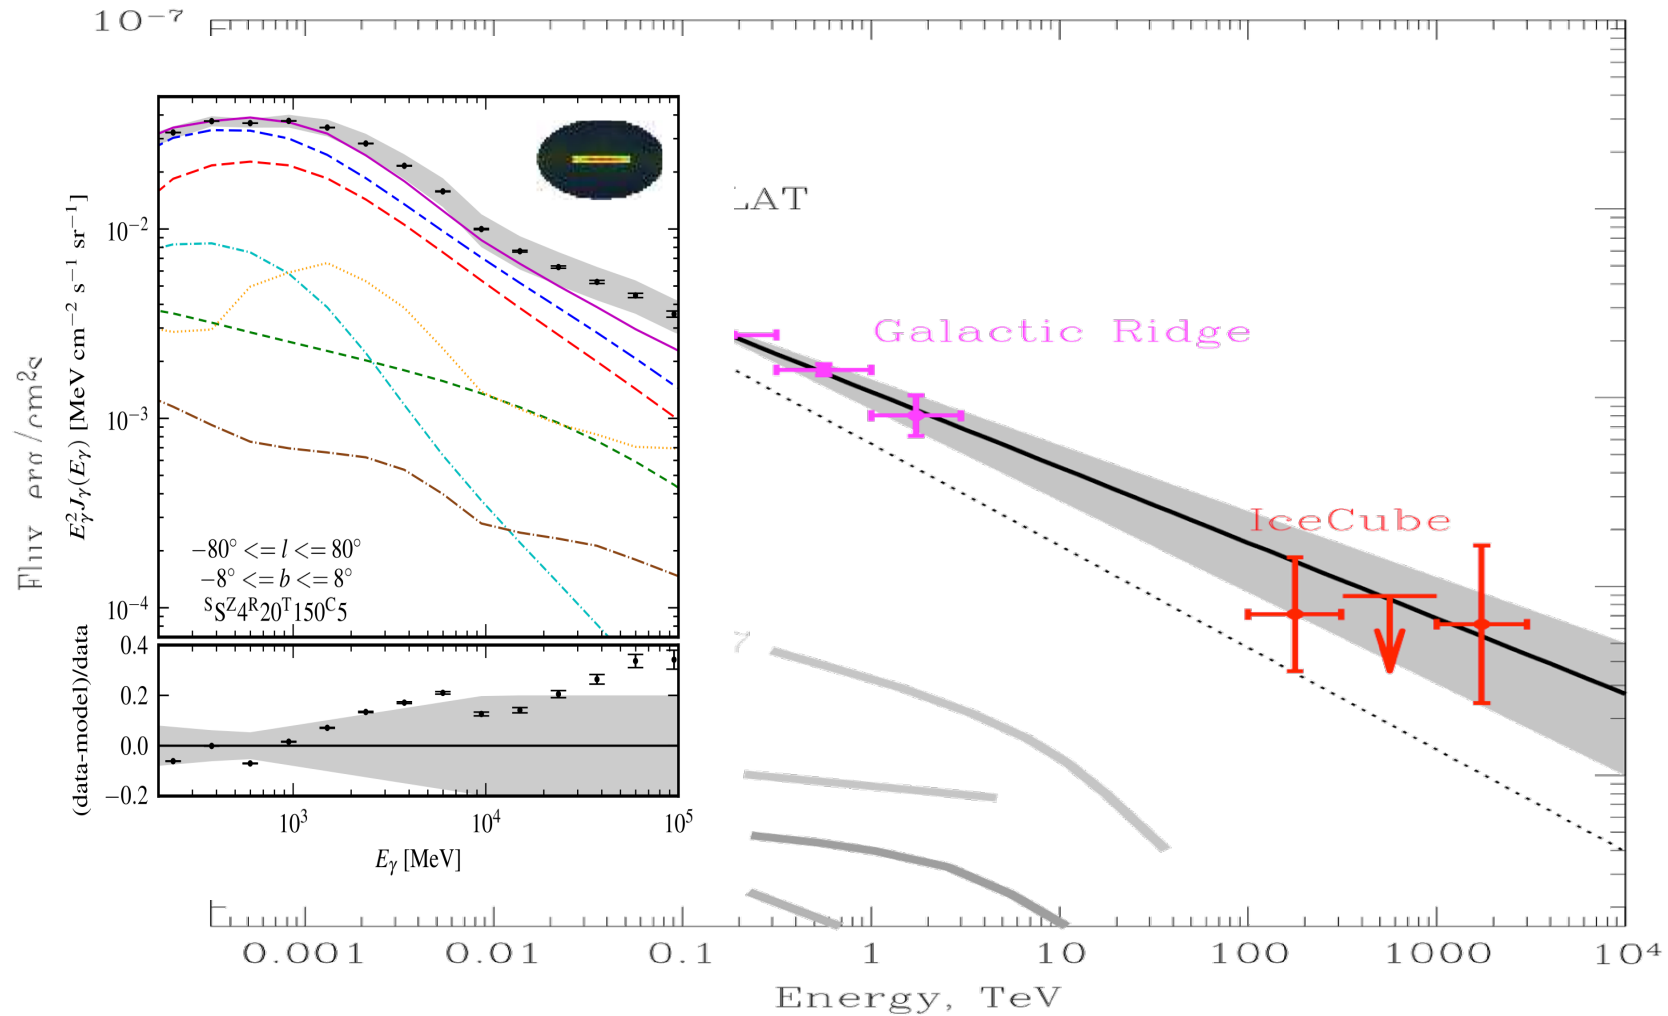 10⁻⁷
LAT
Galactic Ridge
IceCube
10⁻²
10⁻³
10⁻⁴
E²γJγ(Eγ) [MeV cm⁻² s⁻¹ sr⁻¹]
−80° <= l <= 80°
−8° <= b <= 8°
ˢSᶻ4ᴿ20ᵀ150ᶜ5
0.4
0.2
0.0
−0.2
(data-model)/data
10³ 10⁴ 10⁵
Eγ [MeV]
0.001 0.01 0.1 1 10 100 1000 10⁴
Energy, TeV